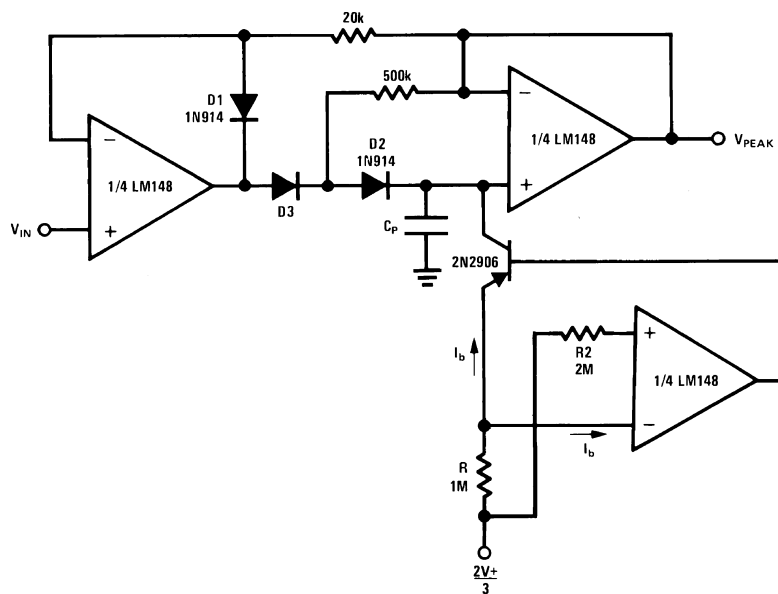 20k
500k
D1
1N914
D2
1N914
−
1/4 LM148
+
−
1/4 LM148
+
V_PEAK
V_IN
D3
C_P
2N2906
I_b
R2
2M
+
1/4 LM148
−
I_b
R
1M
2V+
3